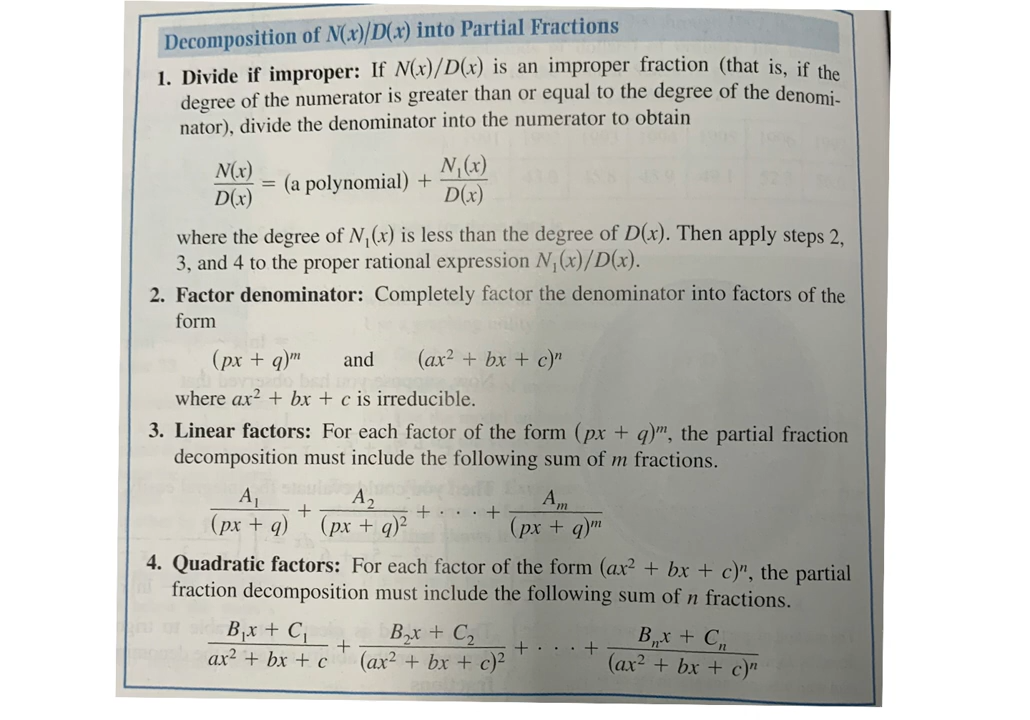 Decomposition of N(x)/D(x) into Partial Fractions
1. Divide if improper: If N(x)/D(x) is an improper fraction (that is, if the
degree of the numerator is greater than or equal to the degree of the denomi-
nator), divide the denominator into the numerator to obtain
N(x)/D(x) = (a polynomial) + N₁(x)/D(x)
where the degree of N₁(x) is less than the degree of D(x). Then apply steps 2,
3, and 4 to the proper rational expression N₁(x)/D(x).
2. Factor denominator: Completely factor the denominator into factors of the
form
(px + q)ᵐ and (ax² + bx + c)ⁿ
where ax² + bx + c is irreducible.
3. Linear factors: For each factor of the form (px + q)ᵐ, the partial fraction
decomposition must include the following sum of m fractions.
A₁/(px + q) + A₂/(px + q)² + · · · + Aₘ/(px + q)ᵐ
4. Quadratic factors: For each factor of the form (ax² + bx + c)ⁿ, the partial
fraction decomposition must include the following sum of n fractions.
(B₁x + C₁)/(ax² + bx + c) + (B₂x + C₂)/(ax² + bx + c)² + · · · + (Bₙx + Cₙ)/(ax² + bx + c)ⁿ